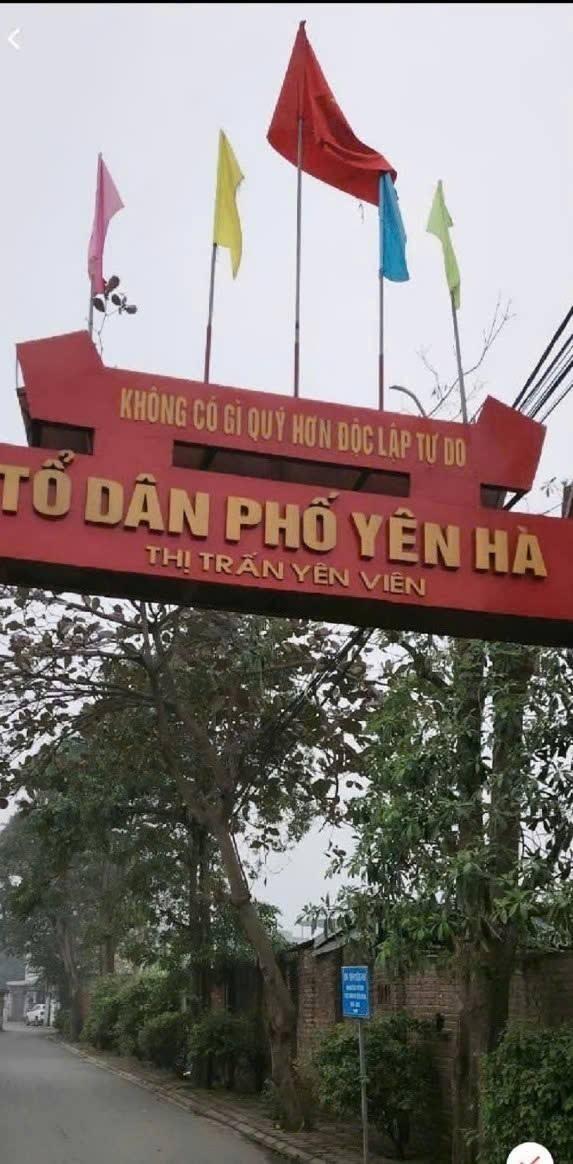 KHÔNG CÓ GÌ QUÝ HƠN ĐỘC LẬP TỰ DO
TỔ DÂN PHỐ YÊN HÀ
THỊ TRẤN YÊN VIÊN